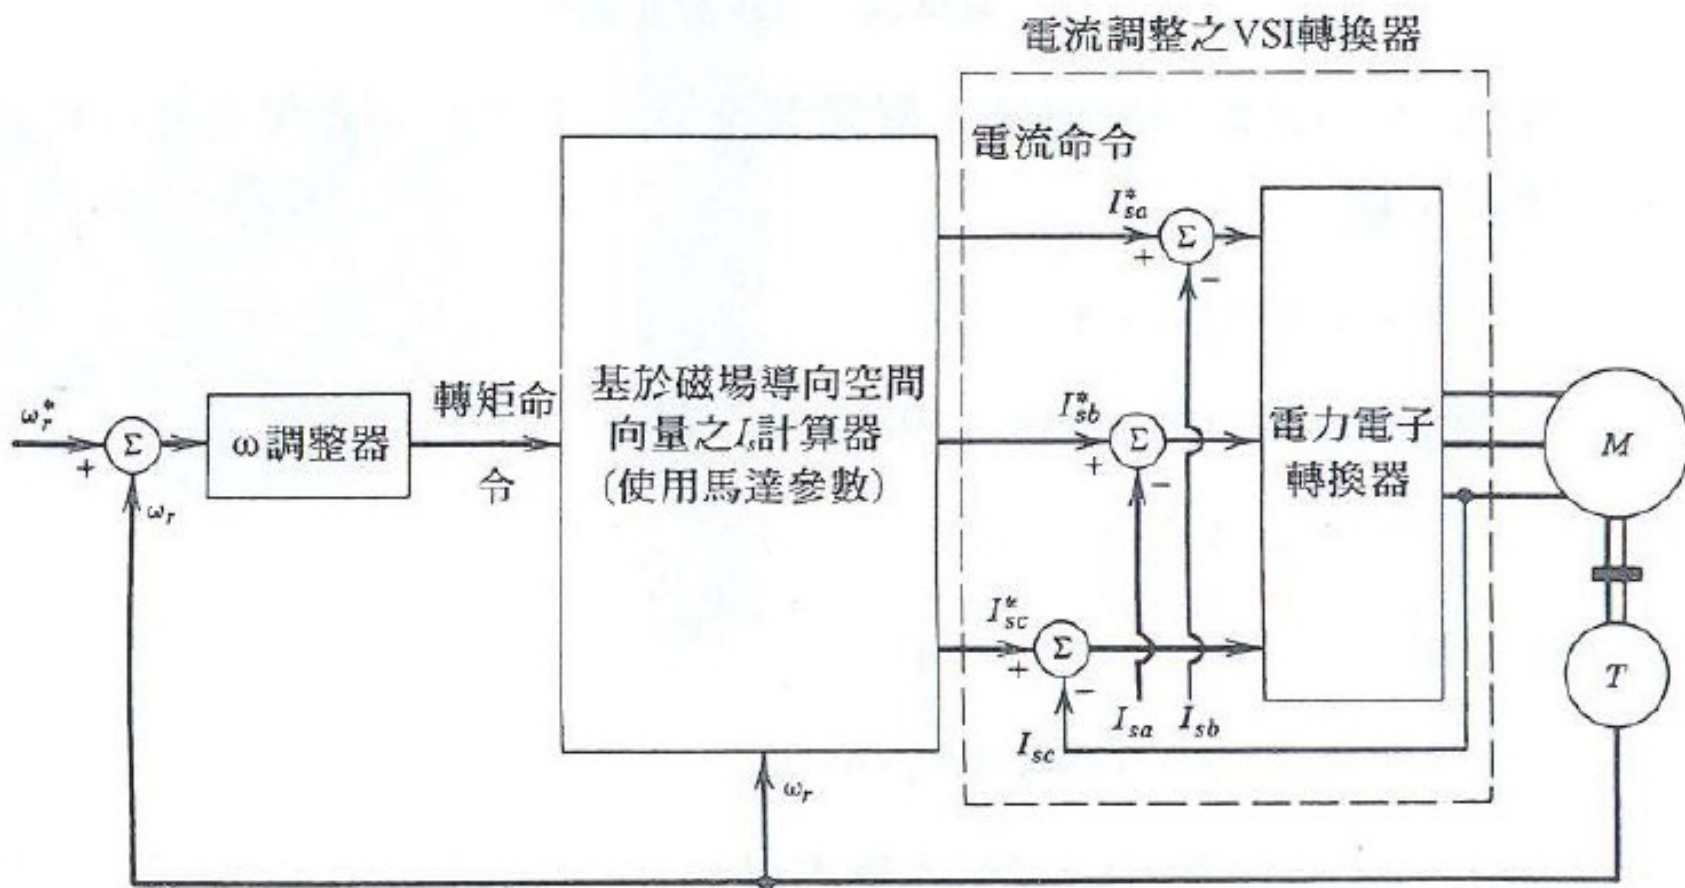 電流調整之VSI轉換器
電流命令
I*sa
Σ
+
−
基於磁場導向空間
向量之Is計算器
(使用馬達參數)
轉矩命
令
ω*r
Σ
+
ωr
ω調整器
I*sb
Σ
+
−
電力電子
轉換器
M
I*sc
Σ
+
−
Isc
Isa
Isb
T
ωr